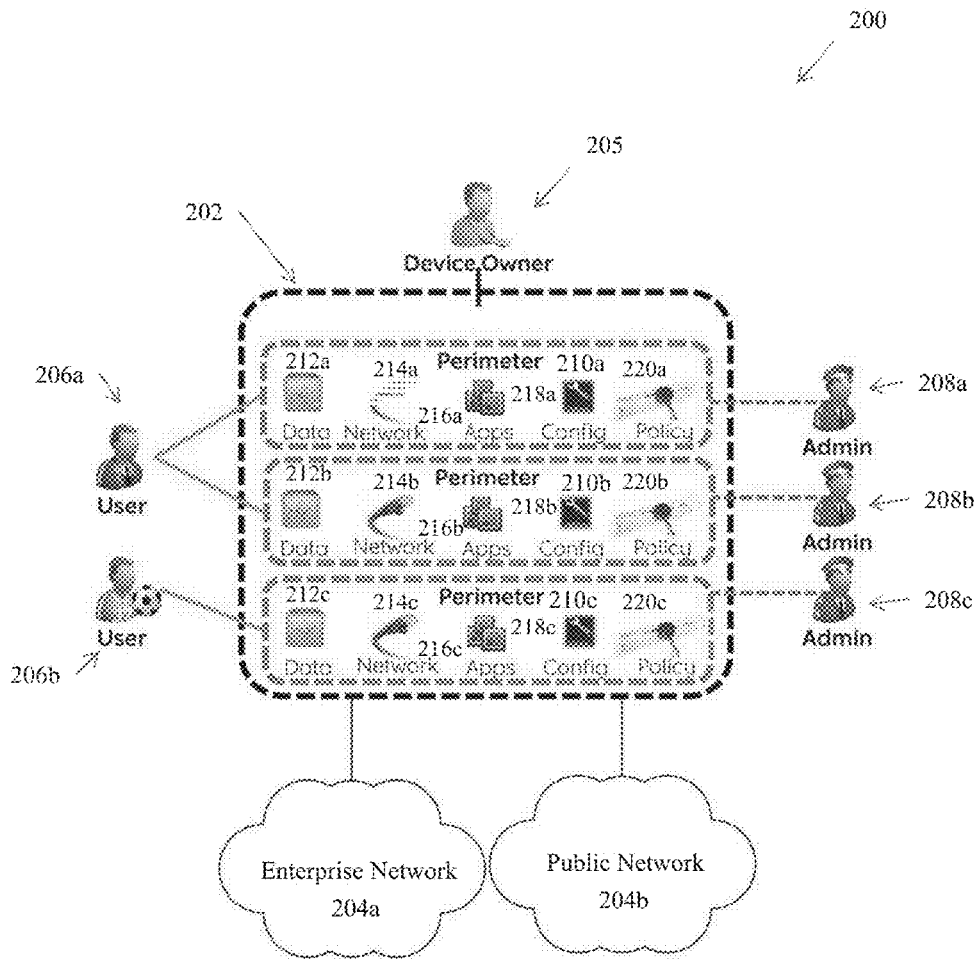 200
205
202
Device Owner
Perimeter
212a 214a 210a 220a
206a
208a
216a 218a
Data Network Apps Config Policy
Admin
Perimeter
212b 214b 210b 220b
User
208b
216b 218b
Data Network Apps Config Policy
Admin
Perimeter
212c 214c 210c 220c
208c
User
216c 218c
Data Network Apps Config Policy
Admin
206b
Enterprise Network
204a
Public Network
204b